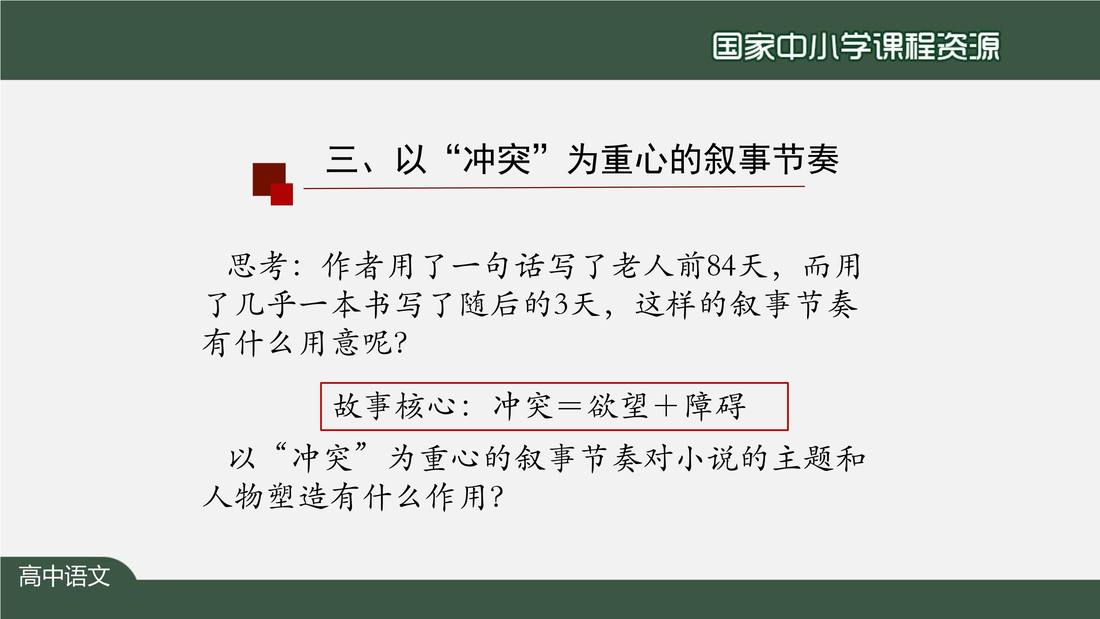 国家中小学课程资源
三、以“冲突”为重心的叙事节奏
思考：作者用了一句话写了老人前84天，而用
了几乎一本书写了随后的3天，这样的叙事节奏
有什么用意呢？
故事核心：冲突＝欲望＋障碍
以“冲突”为重心的叙事节奏对小说的主题和
人物塑造有什么作用？
高中语文